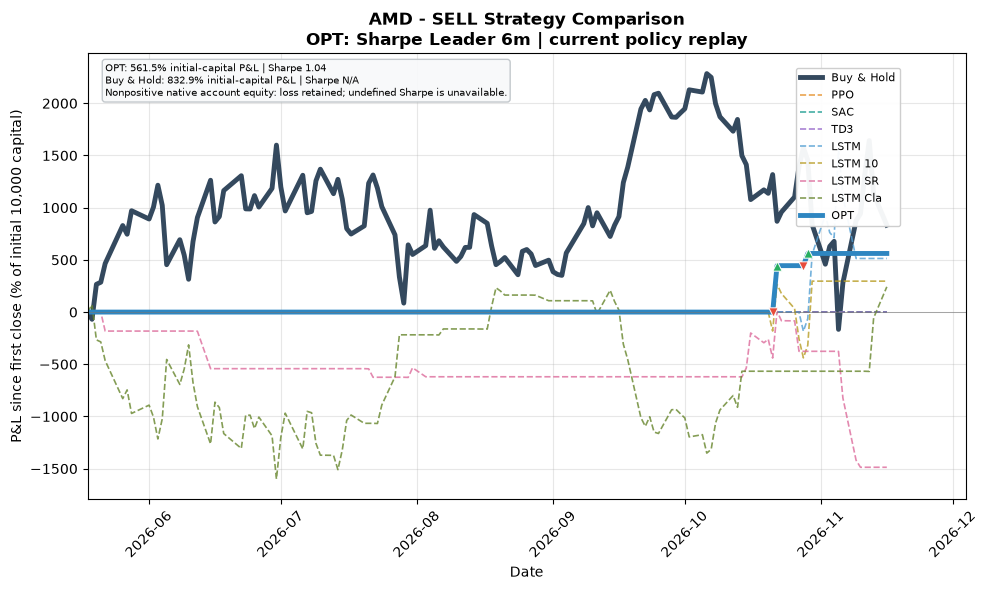 AMD - SELL Strategy Comparison
OPT: Sharpe Leader 6m | current policy replay
OPT: 561.5% initial-capital P&L | Sharpe 1.04
Buy & Hold: 832.9% initial-capital P&L | Sharpe N/A
Nonpositive native account equity: loss retained; undefined Sharpe is unavailable.
Buy & Hold
PPO
SAC
TD3
LSTM
LSTM 10
LSTM SR
LSTM Cla
OPT
P&L since first close (% of initial 10,000 capital)
2000
1500
1000
500
0
−500
−1000
−1500
2026-06
2026-07
2026-08
2026-09
2026-10
2026-11
2026-12
Date